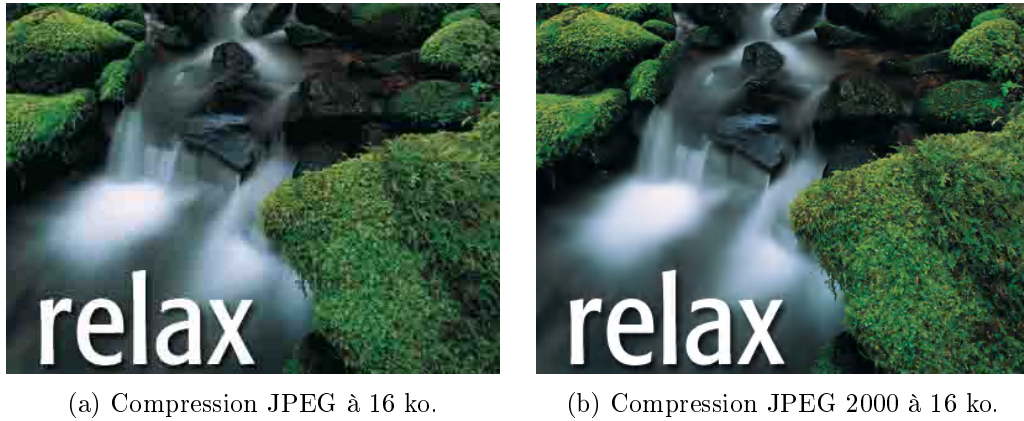 relax
relax
(a) Compression JPEG à 16 ko.
(b) Compression JPEG 2000 à 16 ko.